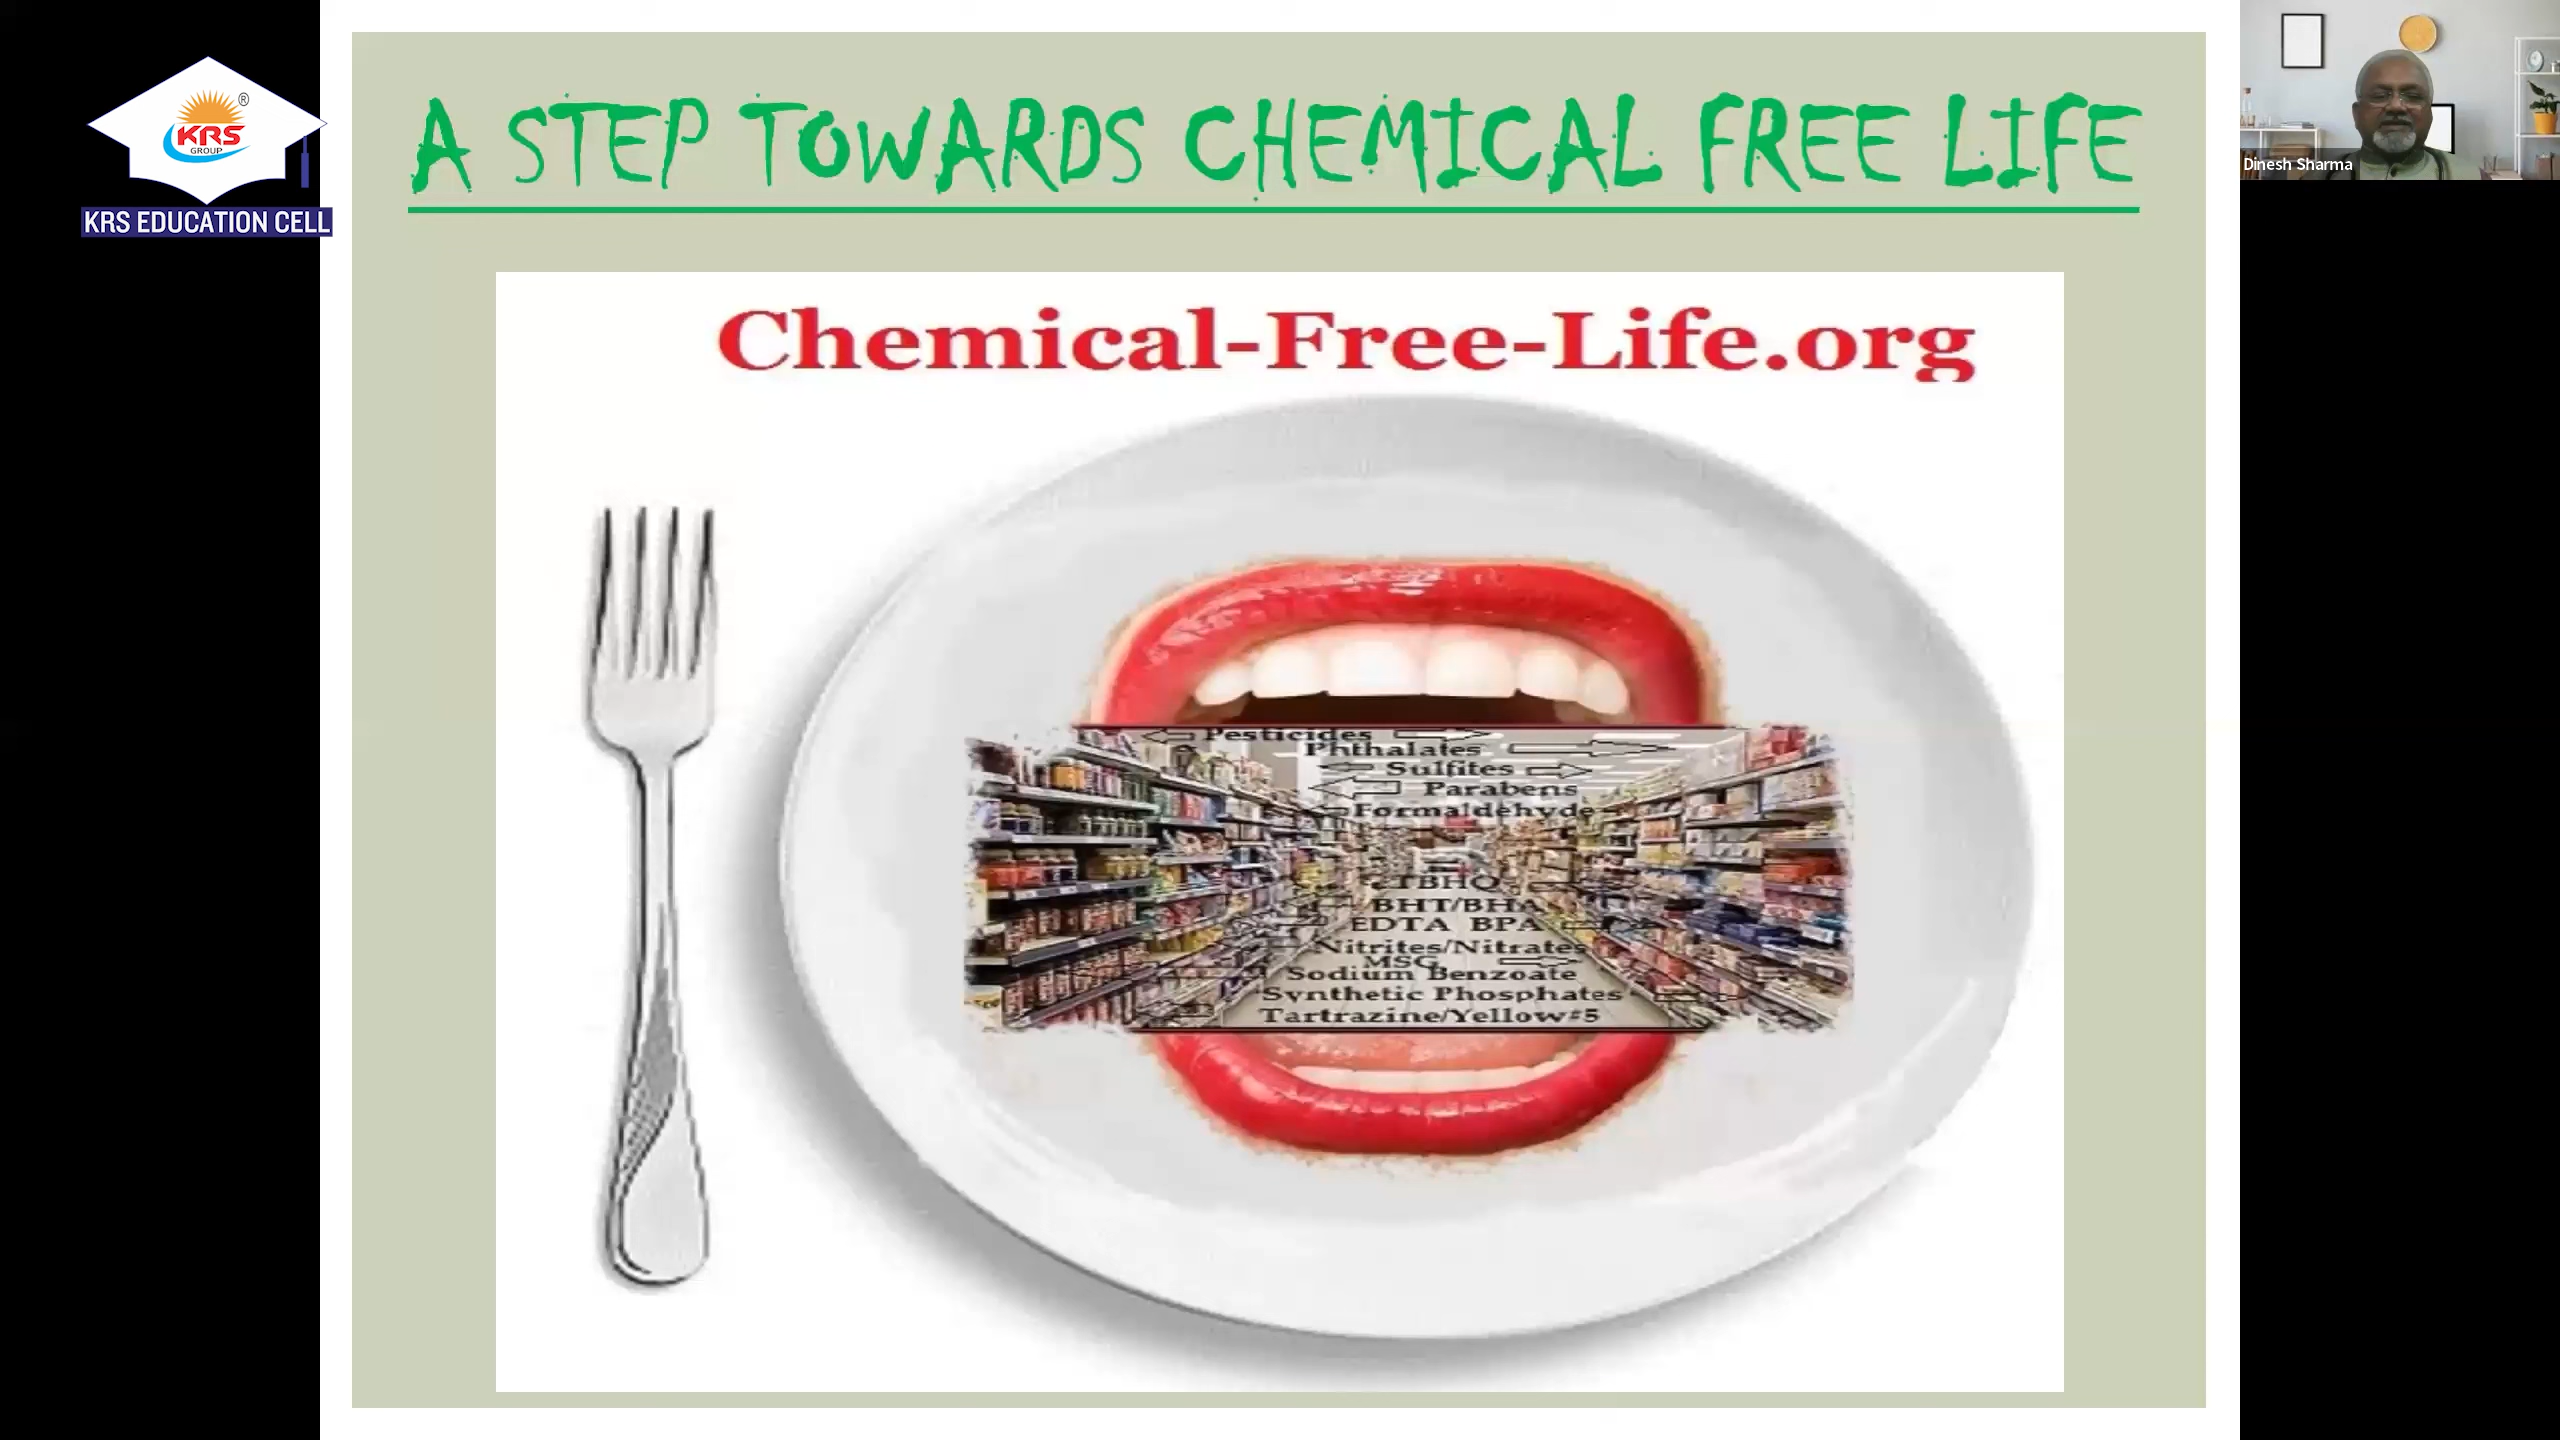 KRS
GROUP
®
KRS EDUCATION CELL
A STEP TOWARDS CHEMICAL FREE LIFE
Dinesh Sharma
Chemical-Free-Life.org
Pesticides
Phthalates
Sulfites
Parabens
Formaldehyde
TBHQ
BHT/BHA
EDTA BPA
Nitrites/Nitrates
MSG
Sodium Benzoate
Synthetic Phosphates
Tartrazine/Yellow#5